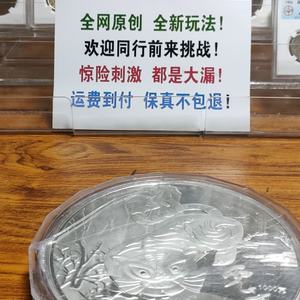 全网原创 全新玩法！
欢迎同行前来挑战！
惊险刺激 都是大漏！
运费到付 保真不包退！